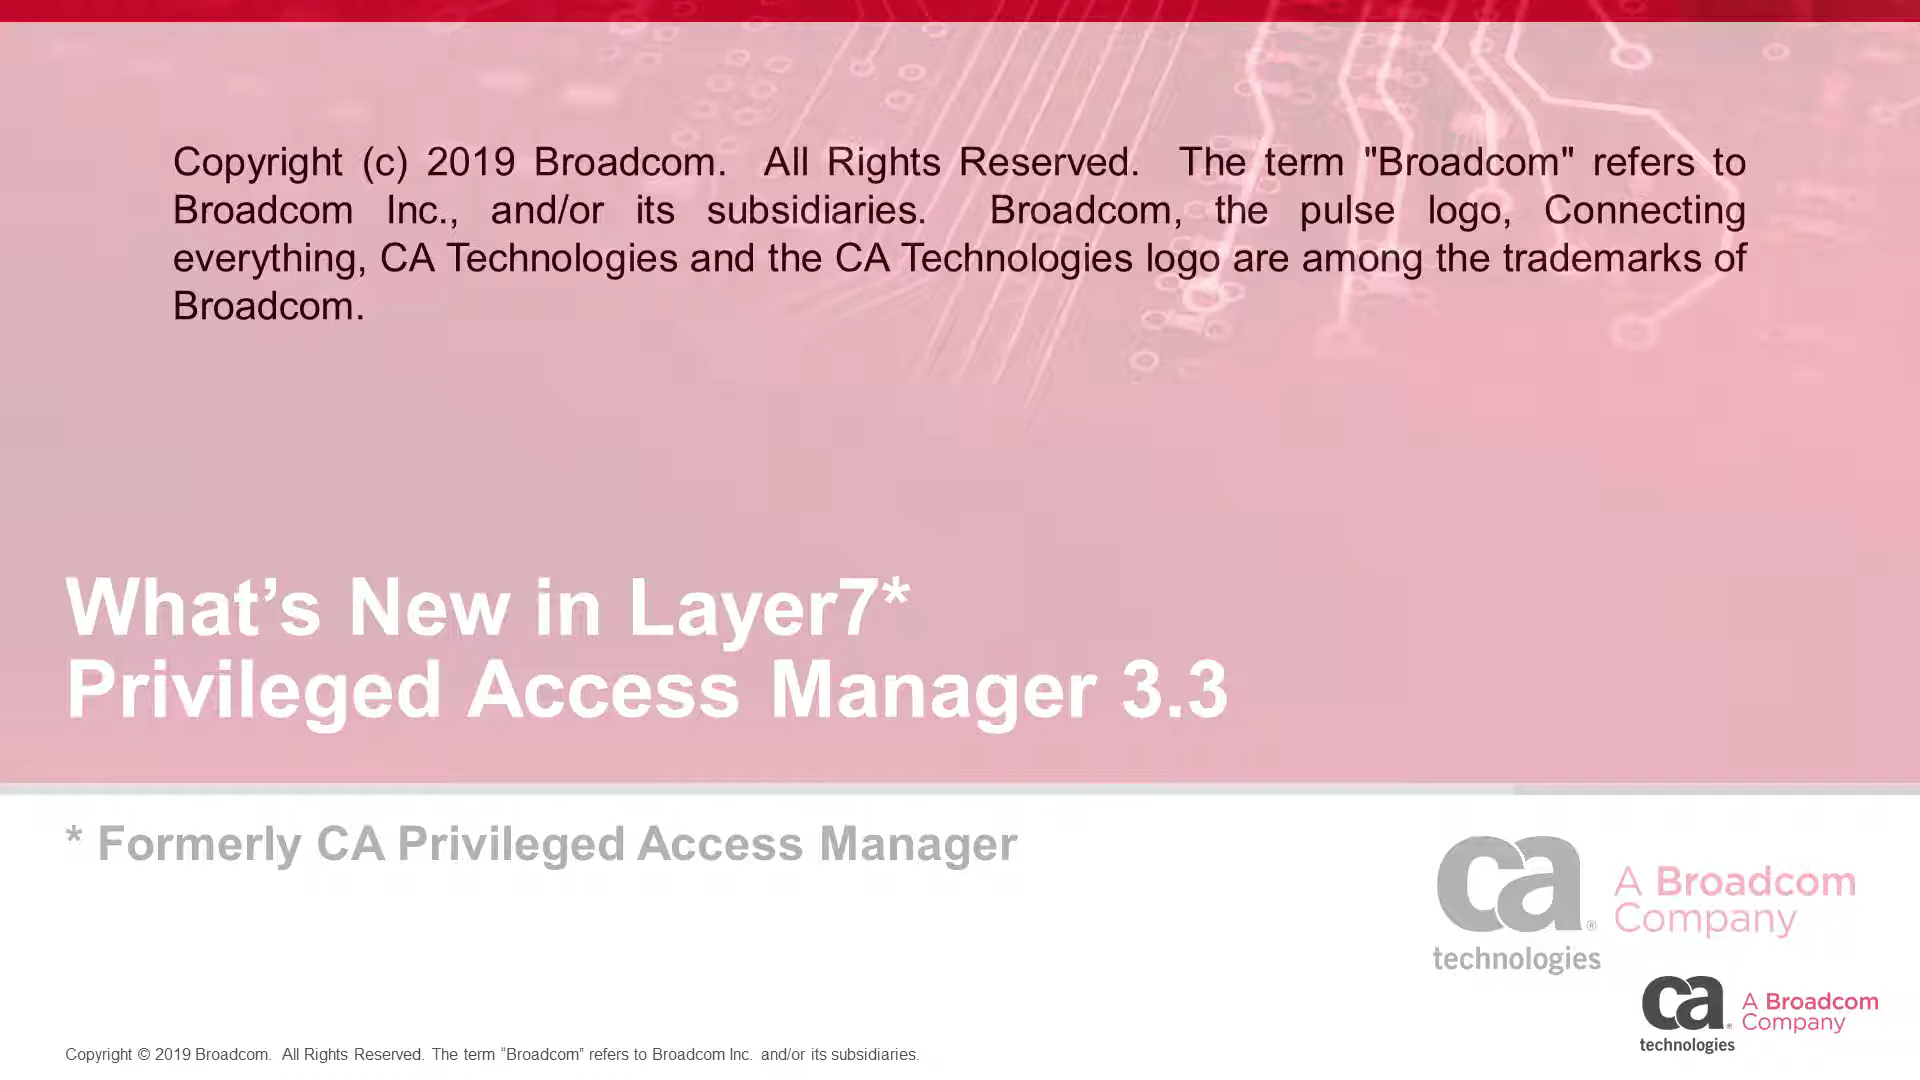 Copyright (c) 2019 Broadcom. All Rights Reserved. The term "Broadcom" refers to
Broadcom Inc., and/or its subsidiaries. Broadcom, the pulse logo, Connecting
everything, CA Technologies and the CA Technologies logo are among the trademarks of
Broadcom.
What’s New in Layer7*
Privileged Access Manager 3.3
* Formerly CA Privileged Access Manager
ca®
technologies
A Broadcom
Company
ca®
technologies
A Broadcom
Company
Copyright © 2019 Broadcom. All Rights Reserved. The term “Broadcom” refers to Broadcom Inc. and/or its subsidiaries.